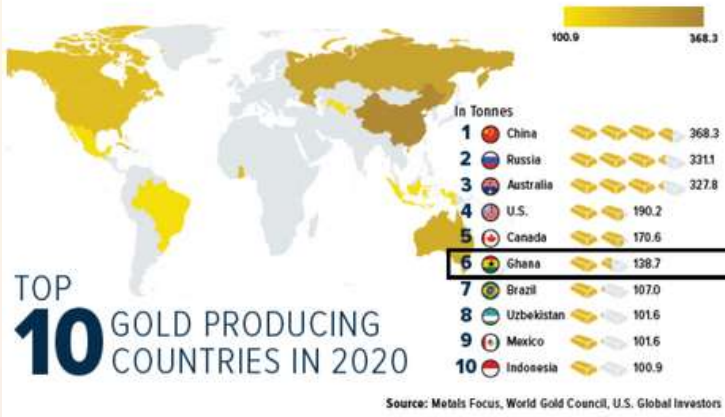 100.9 368.3
In Tonnes
1 China 368.3
2 Russia 331.1
3 Australia 327.8
4 U.S. 190.2
5 Canada 170.6
6 Ghana 138.7
7 Brazil 107.0
8 Uzbekistan 101.6
9 Mexico 101.6
10 Indonesia 100.9
TOP
10 GOLD PRODUCING
COUNTRIES IN 2020
Source: Metals Focus, World Gold Council, U.S. Global Investors